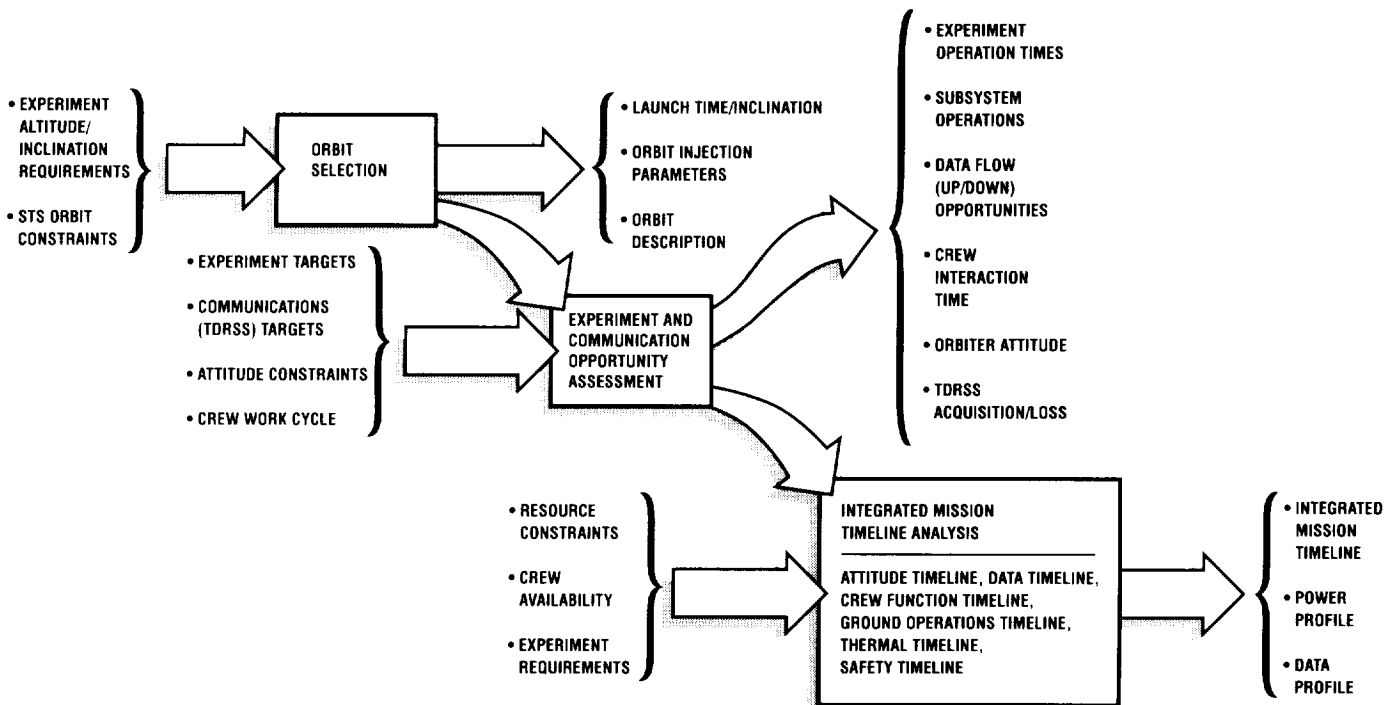 • EXPERIMENT
ALTITUDE/
INCLINATION
REQUIREMENTS
• STS ORBIT
CONSTRAINTS
ORBIT
SELECTION
• LAUNCH TIME/INCLINATION
• ORBIT INJECTION
PARAMETERS
• ORBIT
DESCRIPTION
• EXPERIMENT TARGETS
• COMMUNICATIONS
(TDRSS) TARGETS
• ATTITUDE CONSTRAINTS
• CREW WORK CYCLE
EXPERIMENT AND
COMMUNICATION
OPPORTUNITY
ASSESSMENT
• EXPERIMENT
OPERATION TIMES
• SUBSYSTEM
OPERATIONS
• DATA FLOW
(UP/DOWN)
OPPORTUNITIES
• CREW
INTERACTION
TIME
• ORBITER ATTITUDE
• TDRSS
ACQUISITION/LOSS
• RESOURCE
CONSTRAINTS
• CREW
AVAILABILITY
• EXPERIMENT
REQUIREMENTS
INTEGRATED MISSION
TIMELINE ANALYSIS
ATTITUDE TIMELINE, DATA TIMELINE,
CREW FUNCTION TIMELINE,
GROUND OPERATIONS TIMELINE,
THERMAL TIMELINE,
SAFETY TIMELINE
• INTEGRATED
MISSION
TIMELINE
• POWER
PROFILE
• DATA
PROFILE